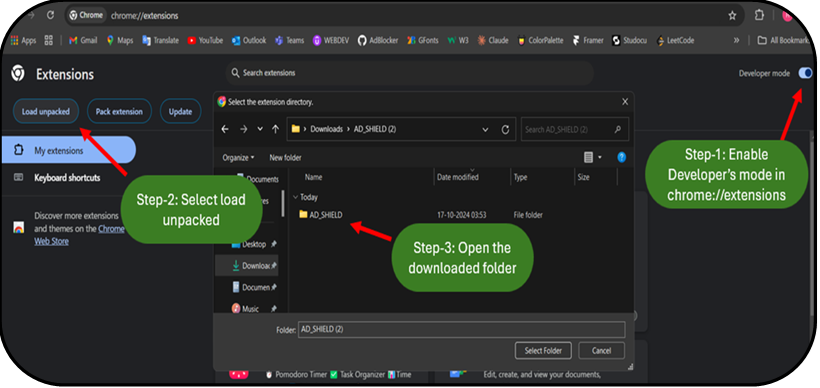 Chrome chrome://extensions
Apps Gmail Maps Translate YouTube Outlook Teams WEBDEV AdBlocker GFonts W3 Claude ColorPalette Framer Studocu LeetCode » All Bookmark
Extensions
Search extensions
Developer mode
Load unpacked Pack extension Update
My extensions
Keyboard shortcuts
Discover more extensions
and themes on the Chrome
Web Store
Select the extension directory.
Downloads > AD_SHIELD (2)
Search AD_SHIELD (2)
Organize New folder
Name Date modified Type Size
Documents
Today
AD_SHIELD 17-10-2024 03:53 File folder
Desktop
Downloac
Documen
Music
Folder: AD_SHIELD (2)
Select Folder Cancel
Step-1: Enable
Developer's mode in
chrome://extensions
Step-2: Select load
unpacked
Step-3: Open the
downloaded folder
Pomodoro Timer Task Organizer Time
Edit, create, and view your documents,